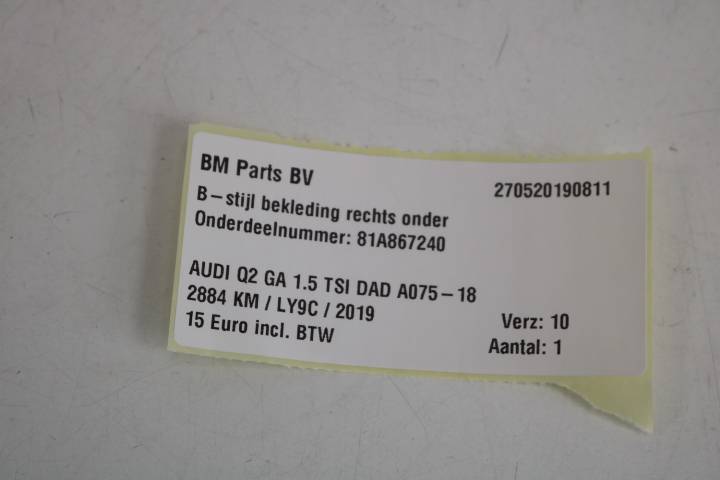 BM Parts BV
270520190811
B-stijl bekleding rechts onder
Onderdeelnummer: 81A867240
AUDI Q2 GA 1.5 TSI DAD A075-18
2884 KM / LY9C / 2019
Verz: 10
15 Euro incl. BTW
Aantal: 1